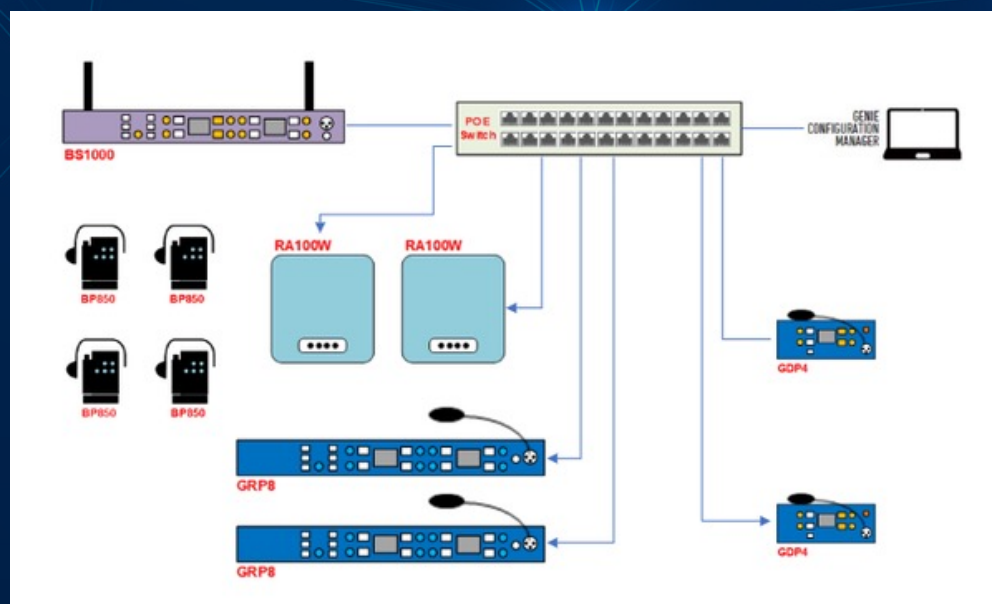 BS1000
POE
Switch
GENIE
CONFIGURATION
MANAGER
RA100W
RA100W
BP850
BP850
BP850
BP850
GDP4
GRP8
GRP8
GDP4